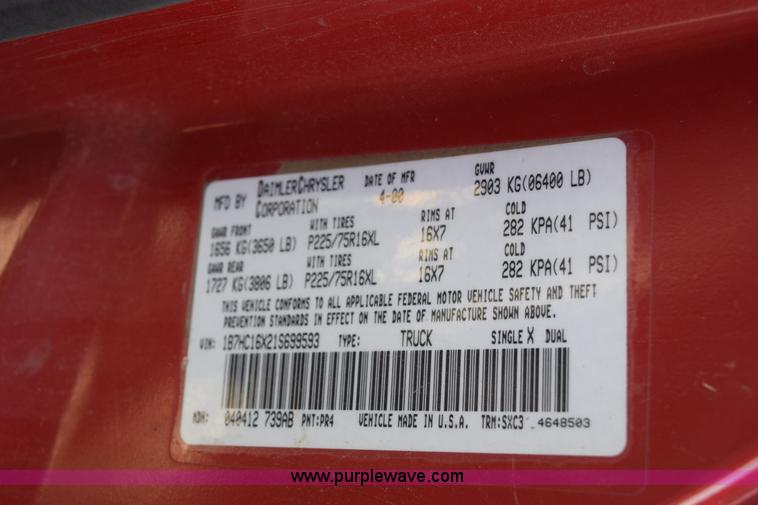 MFD BY DAIMLERCHRYSLER CORPORATION DATE OF MFR 4-00 GVWR 2903 KG(06400 LB)
GAWR FRONT WITH TIRES RIMS AT COLD
1656 KG(3650 LB) P225/75R16XL 16X7 282 KPA(41 PSI)
GAWR REAR WITH TIRES RIMS AT COLD
1727 KG(3806 LB) P225/75R16XL 16X7 282 KPA(41 PSI)
THIS VEHICLE CONFORMS TO ALL APPLICABLE FEDERAL MOTOR VEHICLE SAFETY AND THEFT
PREVENTION STANDARDS IN EFFECT ON THE DATE OF MANUFACTURE SHOWN ABOVE.
VIN: 1B7HC16X21S699593 TYPE: TRUCK SINGLE X DUAL
MDH: 040412 739AB PNT:PR4 VEHICLE MADE IN U.S.A. TRM:SXC3 4648503
www.purplewave.com